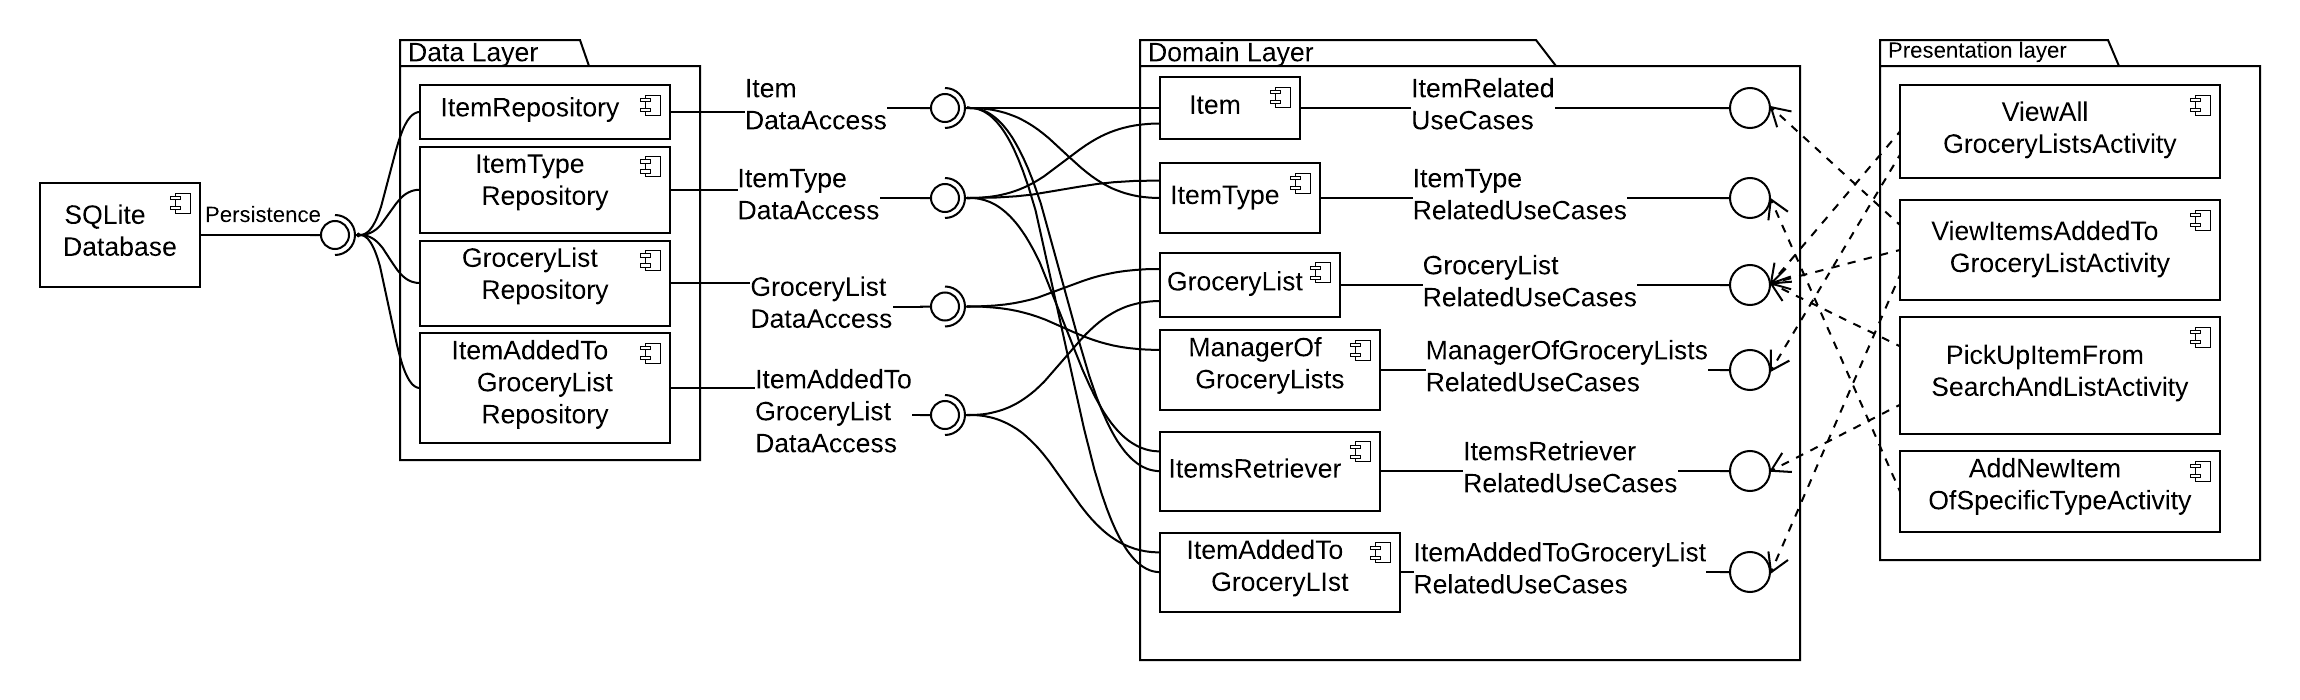 SQLite
Database
Persistence
Data Layer
ItemRepository
ItemType
Repository
GroceryList
Repository
ItemAddedTo
GroceryList
Repository
Item
DataAccess
ItemType
DataAccess
GroceryList
DataAccess
ItemAddedTo
GroceryList
DataAccess
Domain Layer
Item
ItemType
GroceryList
ManagerOf
GroceryLists
ItemsRetriever
ItemAddedTo
GroceryLIst
ItemRelated
UseCases
ItemType
RelatedUseCases
GroceryList
RelatedUseCases
ManagerOfGroceryLists
RelatedUseCases
ItemsRetriever
RelatedUseCases
ItemAddedToGroceryList
RelatedUseCases
Presentation layer
ViewAll
GroceryListsActivity
ViewItemsAddedTo
GroceryListActivity
PickUpItemFrom
SearchAndListActivity
AddNewItem
OfSpecificTypeActivity